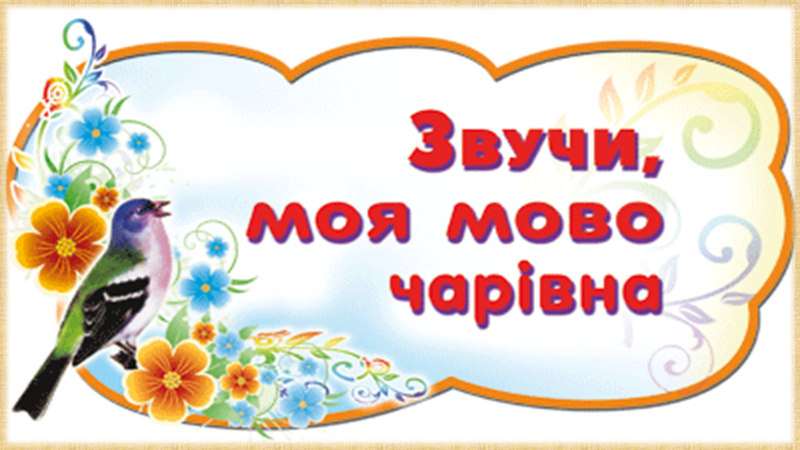 Звучи,
моя мово
чарівна